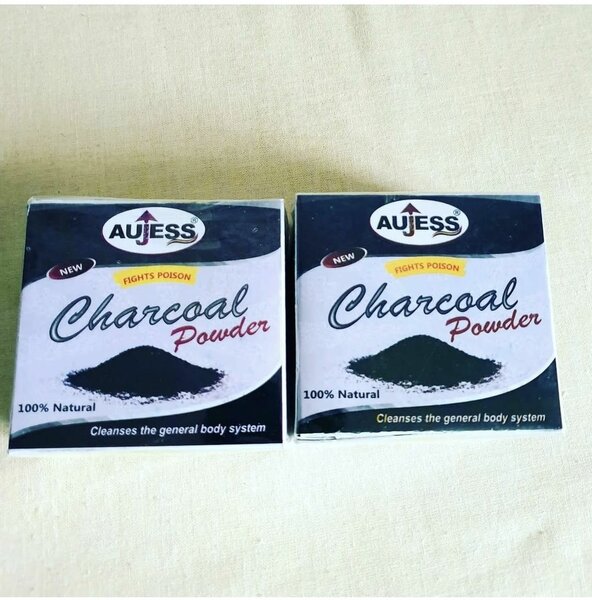 AUJESS®
NEW
FIGHTS POISON
Charcoal
Powder
100% Natural
Cleanses the general body system
AUJESS®
NEW
FIGHTS POISON
Charcoal
Powder
100% Natural
Cleanses the general body system